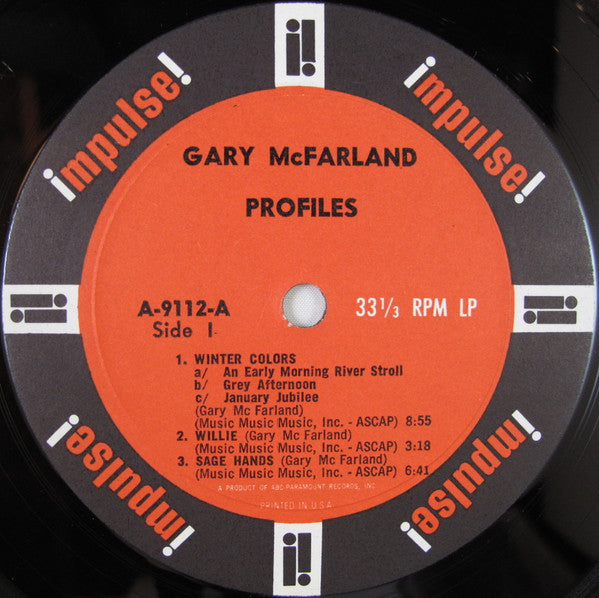 impulse!
impulse!
GARY McFARLAND
PROFILES
A-9112-A
Side 1
33 1/3 RPM LP
1. WINTER COLORS
a/ An Early Morning River Stroll
b/ Grey Afternoon
c/ January Jubilee
(Gary Mc Farland)
(Music Music Music, Inc. - ASCAP) 8:55
2. WILLIE (Gary Mc Farland)
(Music Music Music, Inc. - ASCAP) 3:18
3. SAGE HANDS (Gary Mc Farland)
(Music Music Music, Inc. - ASCAP) 6:41
A PRODUCT OF ABC-PARAMOUNT RECORDS, INC.
PRINTED IN U.S.A.
impulse!
impulse!